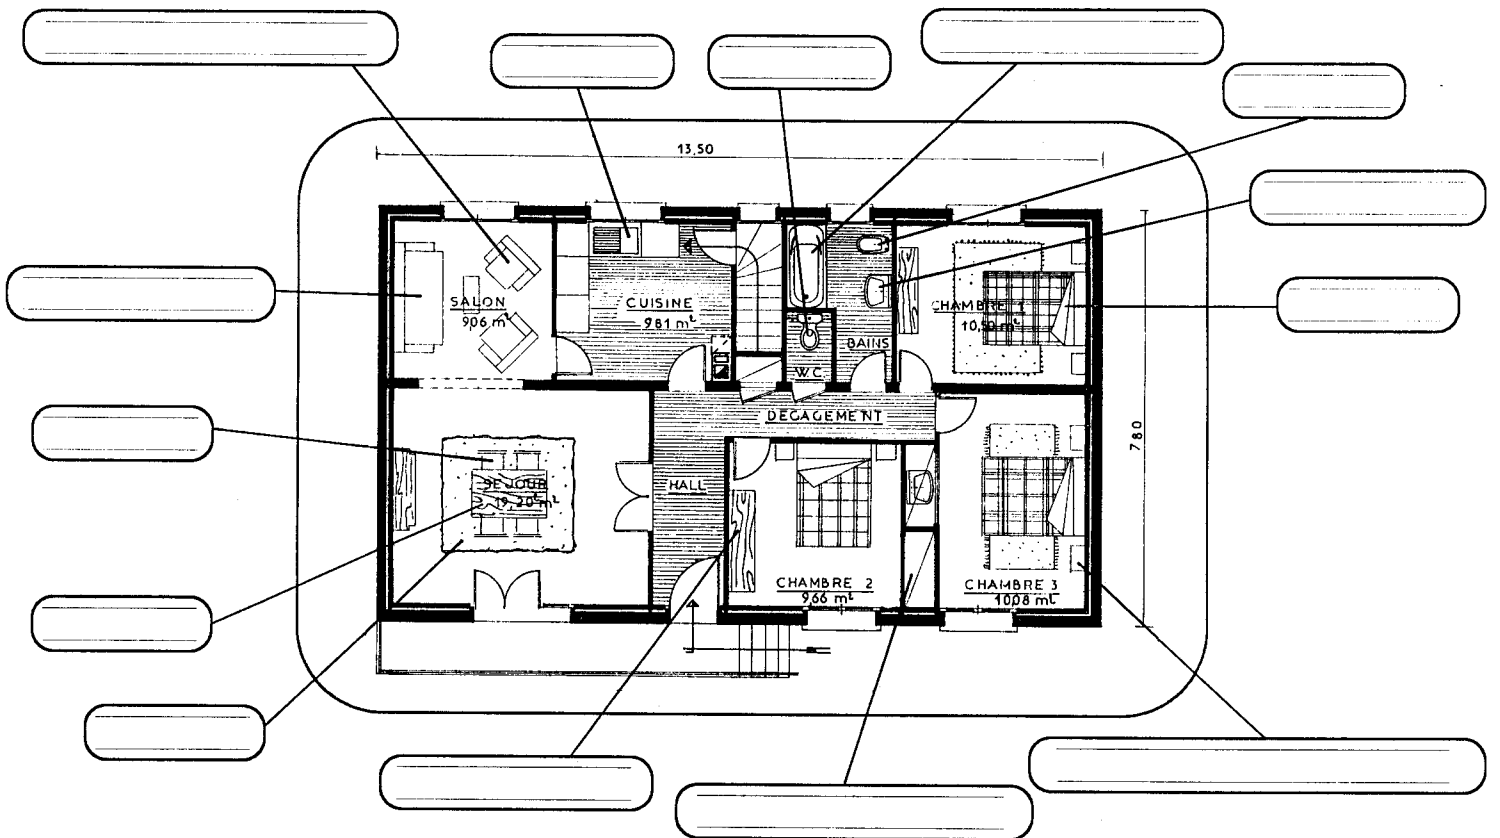 13,50
SALON
9,06 m²
CUISINE
9,81 m²
CHAMBRE 1
10,50 m²
BAINS
W.C
DEGAGEMENT
780
SEJOUR
19,20 m²
HALL
CHAMBRE 2
9,66 m²
CHAMBRE 3
10,08 m²